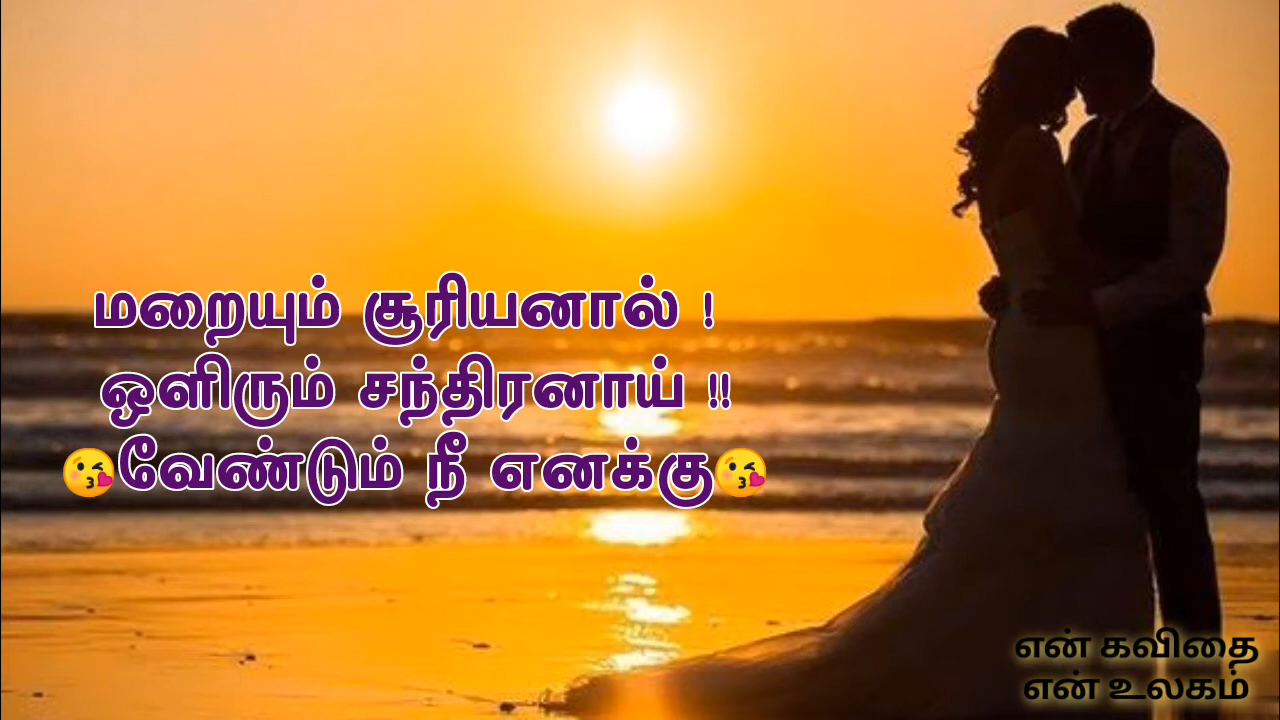 மறையும் சூரியனால் !
ஒளிரும் சந்திரனாய் !!
😘வேண்டும் நீ எனக்கு😘
என் கவிதை
என் உலகம்